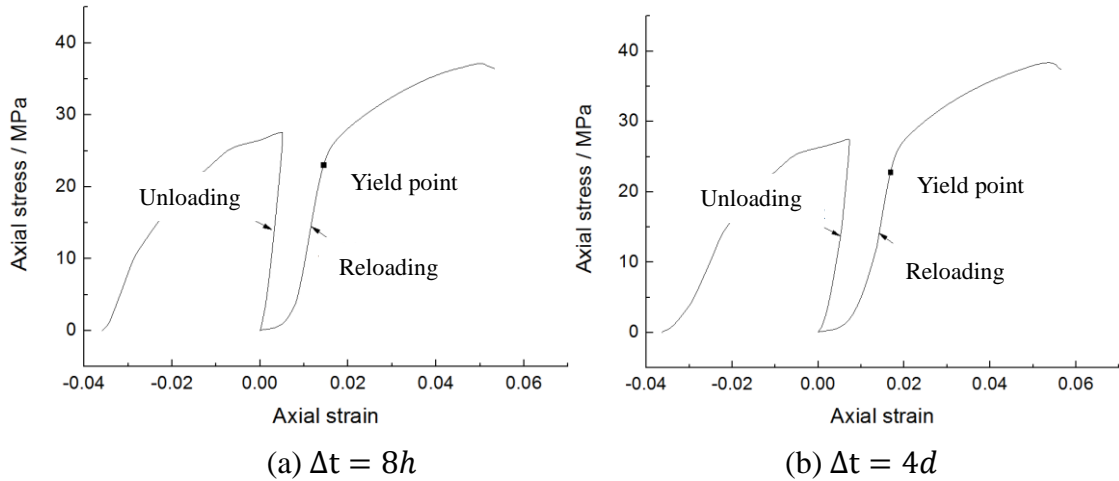 40
30
20
10
0
Axial stress / MPa
Unloading
Yield point
Reloading
-0.04 -0.02 0.00 0.02 0.04 0.06
Axial strain
(a) Δt = 8h
40
30
20
10
0
Axial stress / MPa
Unloading
Yield point
Reloading
-0.04 -0.02 0.00 0.02 0.04 0.06
Axial strain
(b) Δt = 4d